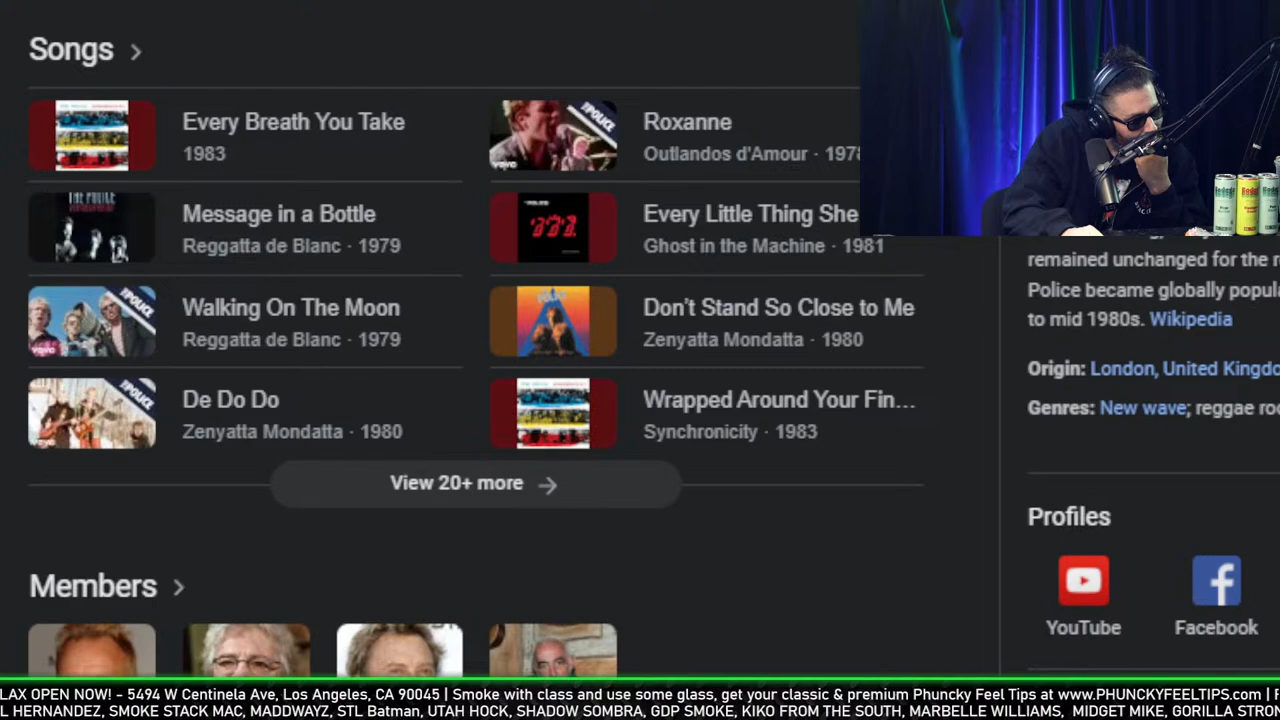 Songs
Every Breath You Take
1983
Roxanne
Outlandos d'Amour · 1978
Message in a Bottle
Reggatta de Blanc · 1979
Every Little Thing She
Ghost in the Machine · 1981
Walking On The Moon
Reggatta de Blanc · 1979
Don't Stand So Close to Me
Zenyatta Mondatta · 1980
De Do Do
Zenyatta Mondatta · 1980
Wrapped Around Your Fin...
Synchronicity · 1983
View 20+ more
Members
remained unchanged for the
Police became globally
to mid 1980s. Wikipedia
Origin: London, United
Genres: New wave; reggae
Profiles
YouTube
Facebook
LAX OPEN NOW! - 5494 W Centinela Ave, Los Angeles, CA 90045 | Smoke with class and use some glass, get your classic & premium Phuncky Feel Tips at www.PHUNCKYFEELTIPS.com |
HERNANDEZ, SMOKE STACK MAC, MADDWAYZ, STL Batman, UTAH HOCK, SHADOW SOMBRA, GDP SMOKE, KIKO FROM THE SOUTH, MARBELLE WILLIAMS, MIDGET MIKE, GORILLA